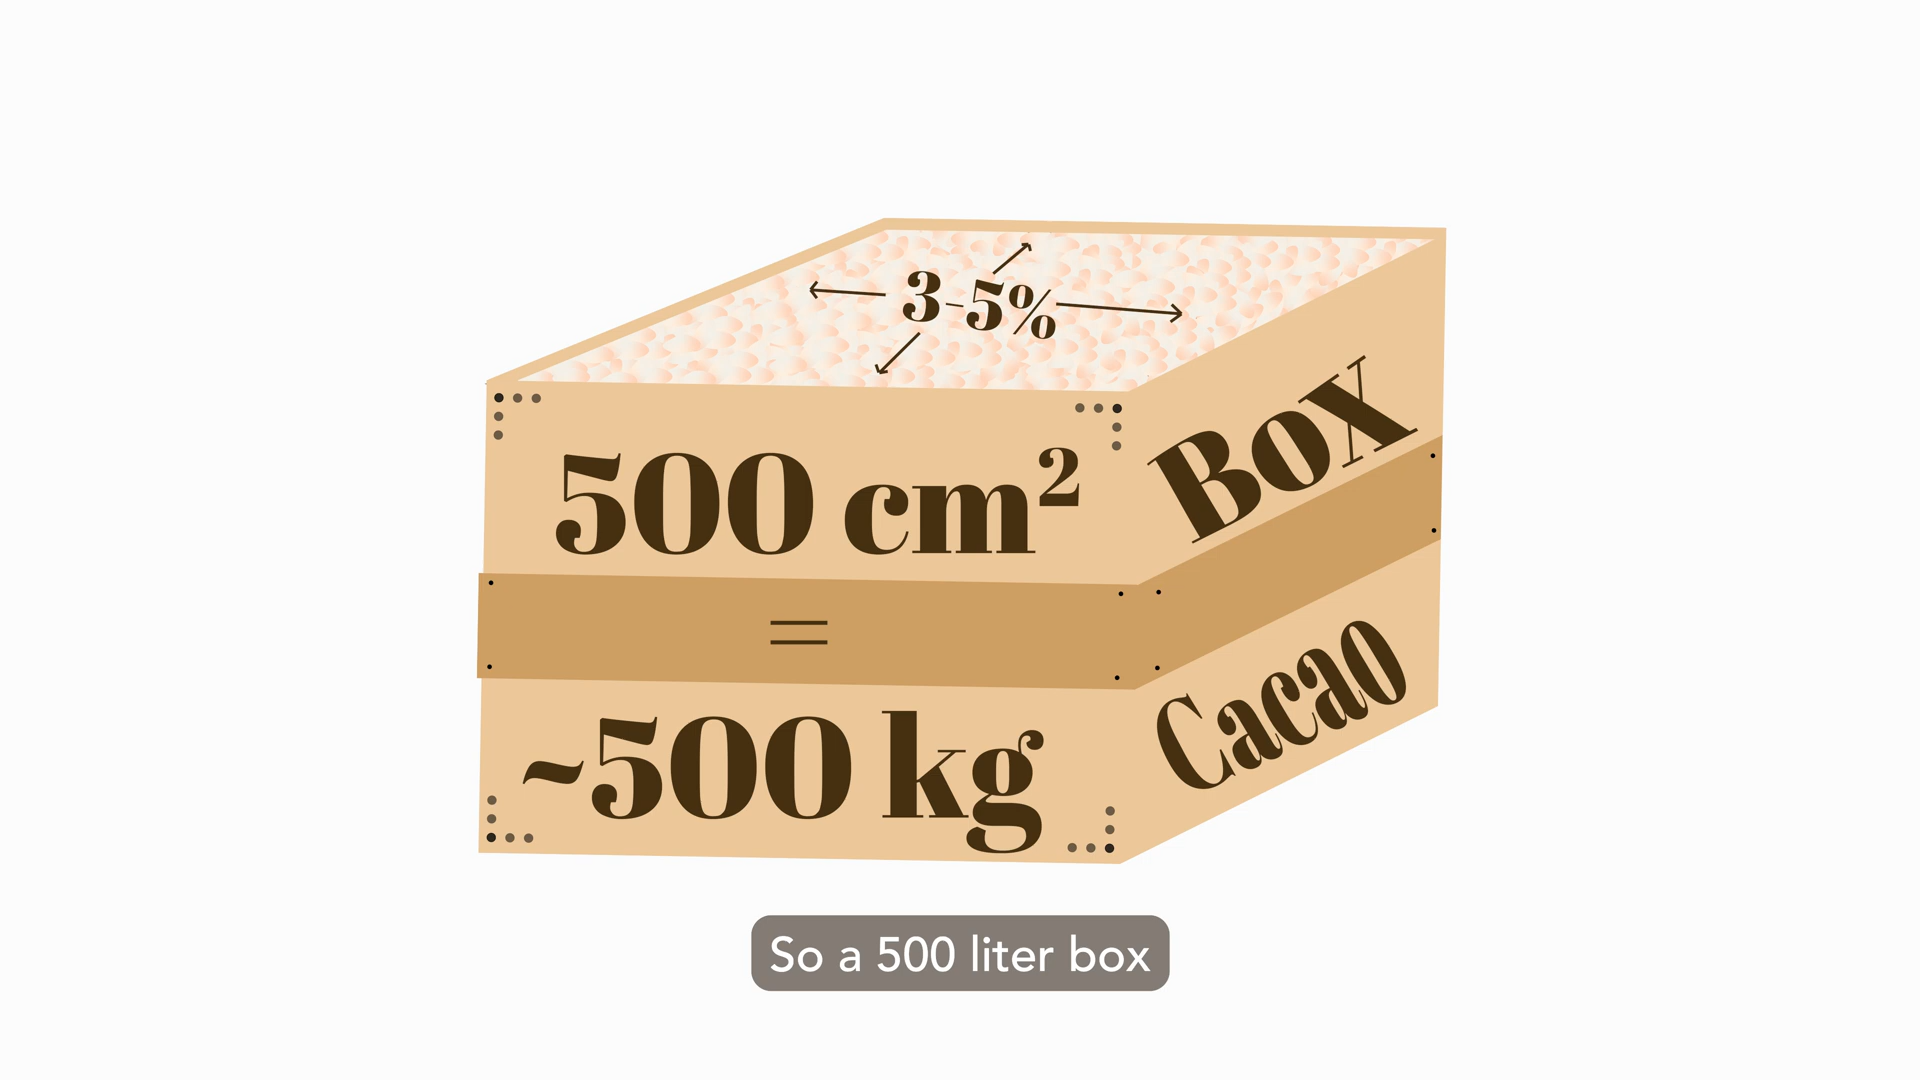 3-5%
500 cm²
Box
=
~500 kg
Cacao
So a 500 liter box